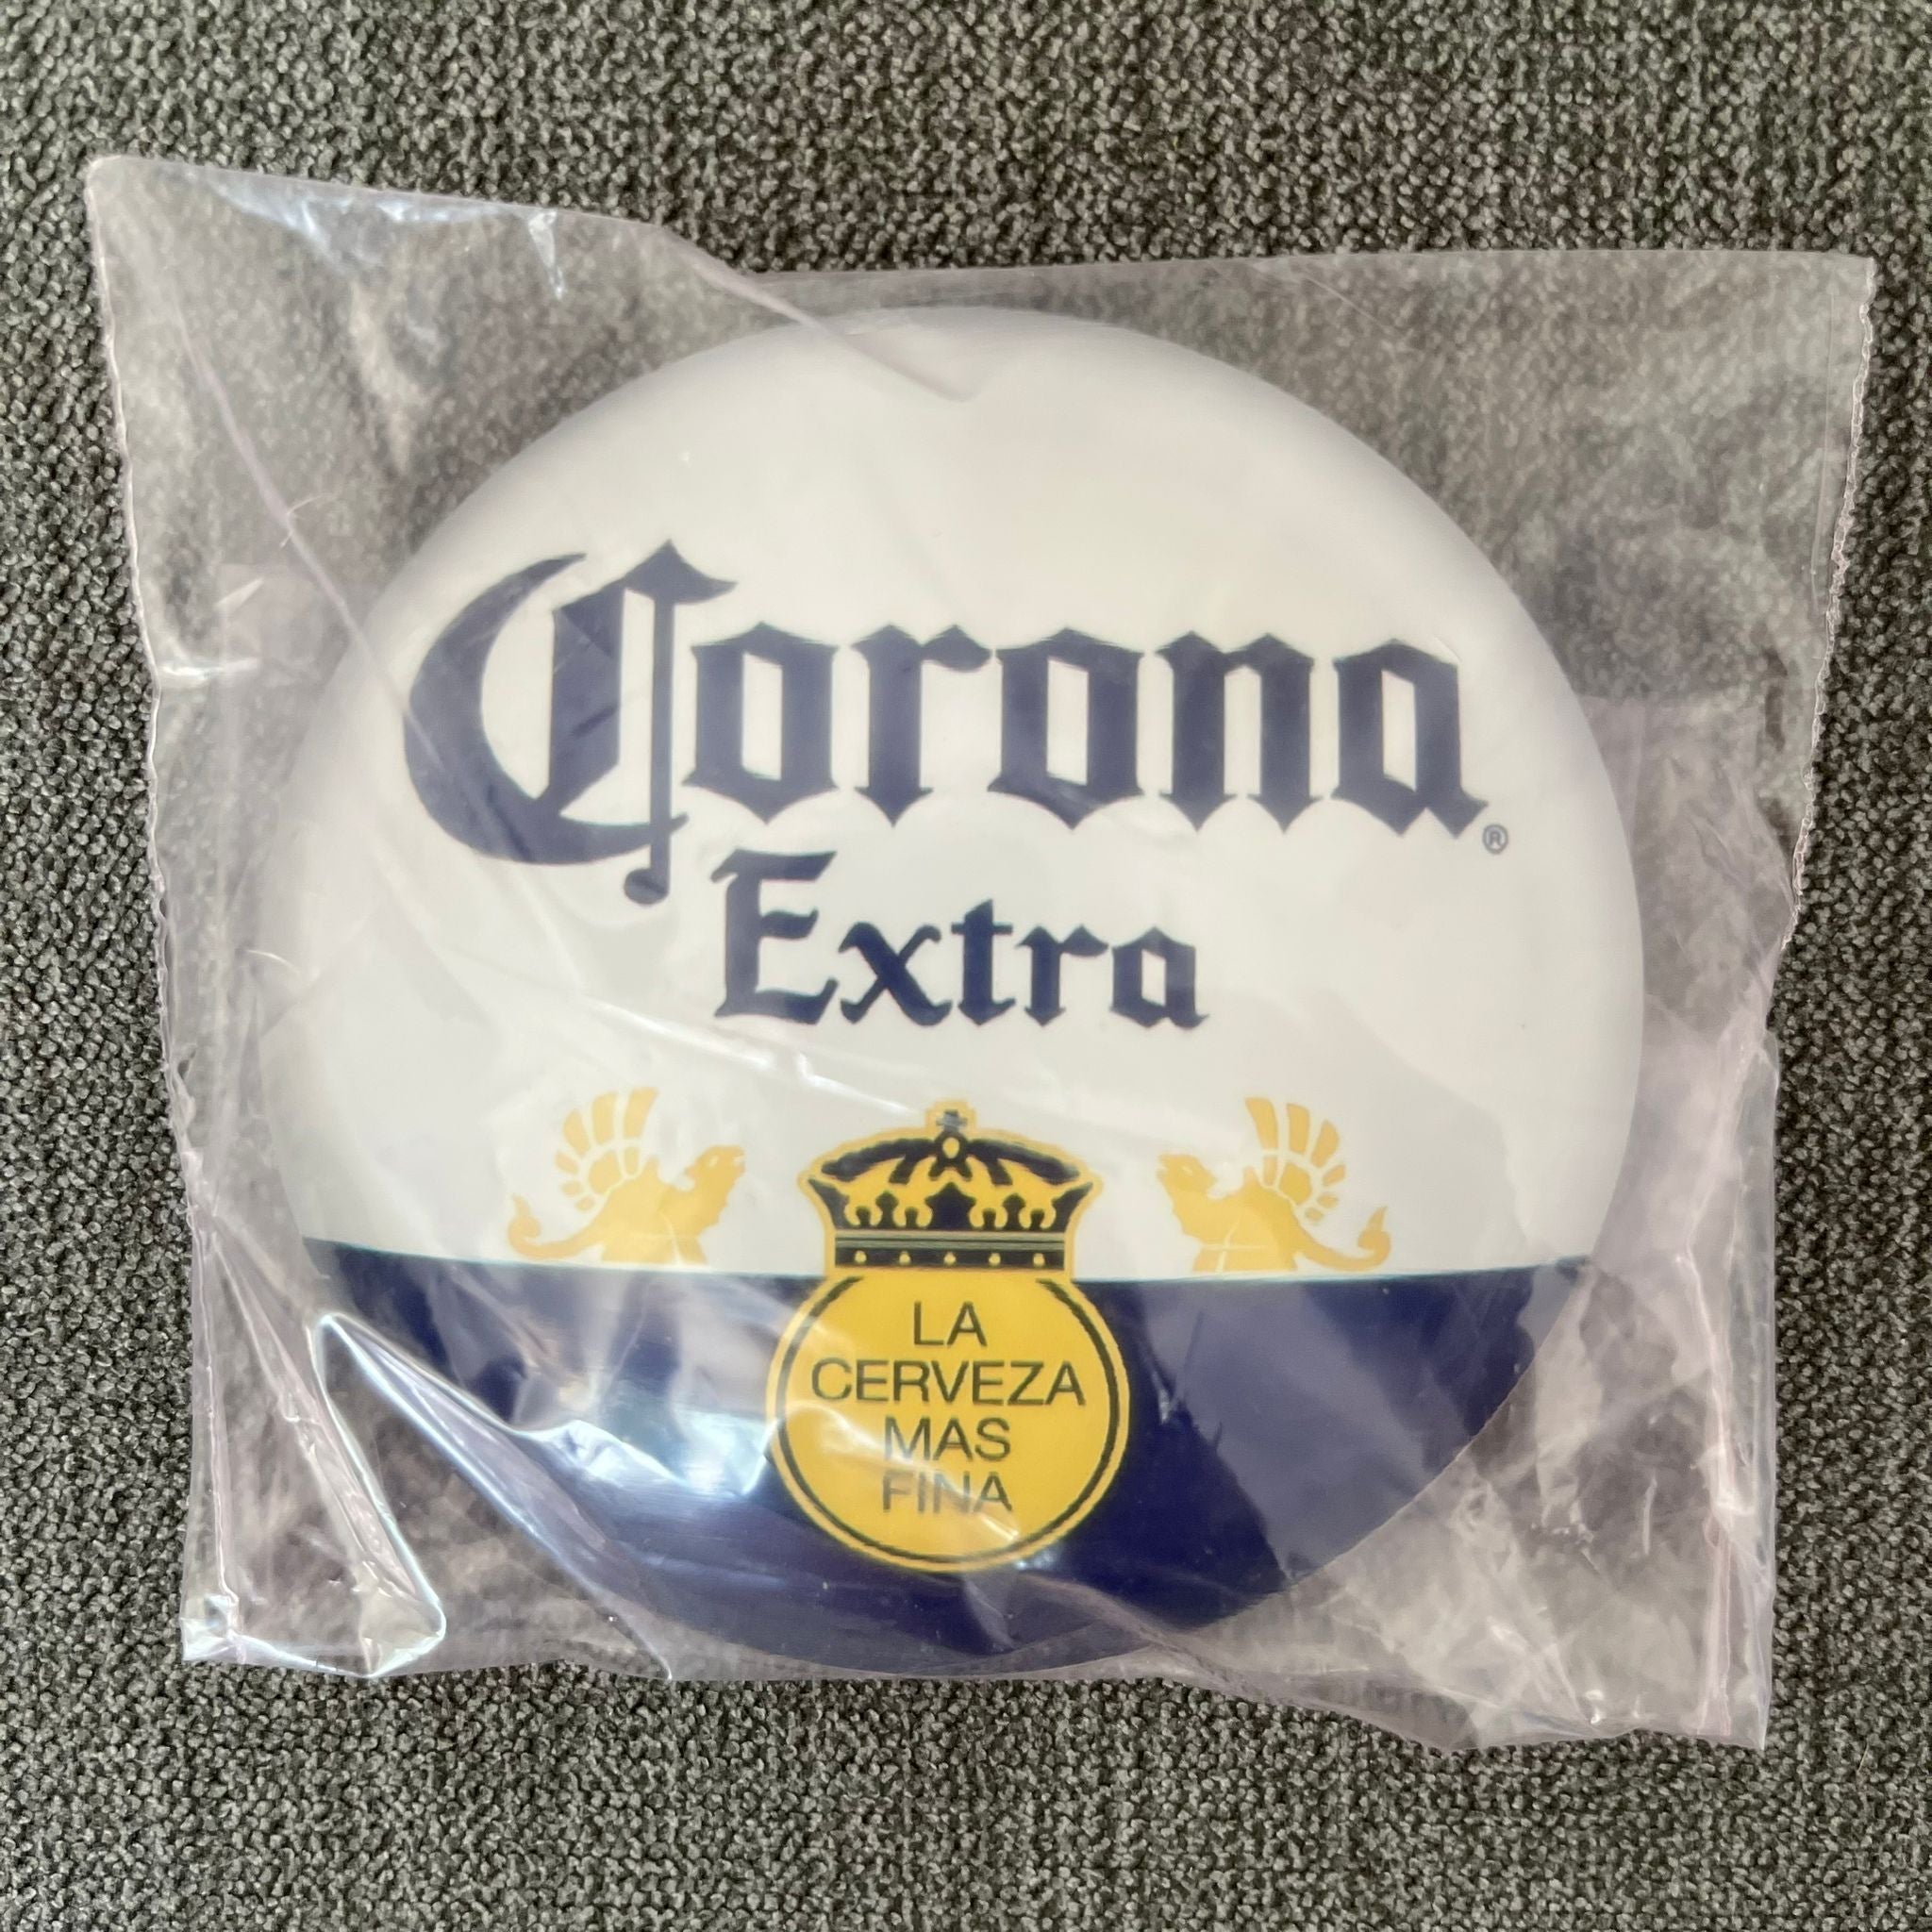 Corona®
Extra
LA
CERVEZA
MAS
FINA